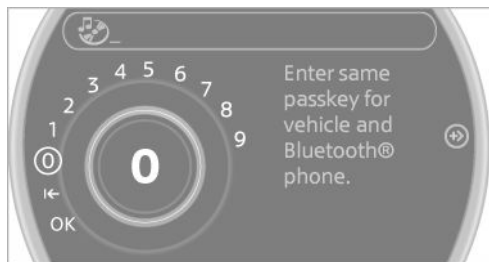 _
4 5 6
3 7
2 8
1 9
0 0
OK
Enter same
passkey for
vehicle and
Bluetooth®
phone.